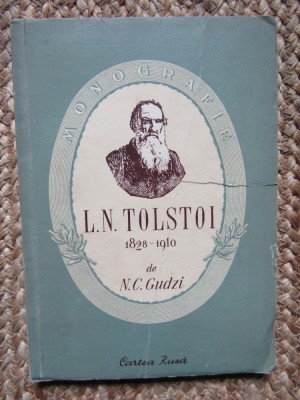 MONOGRAFIE
L.N. TOLSTOI
1828-1910
de
N.C. Gudzi
Cartea Rusă